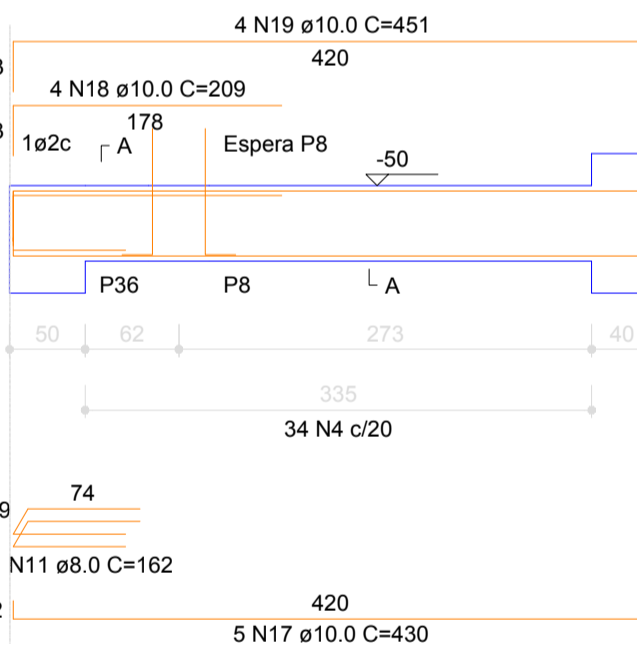 4 N19 ø10.0 C=451
420
4 N18 ø10.0 C=209
178
1ø2c
A
Espera P8
-50
P36
P8
A
50
62
273
40
335
34 N4 c/20
74
N11 ø8.0 C=162
420
5 N17 ø10.0 C=430